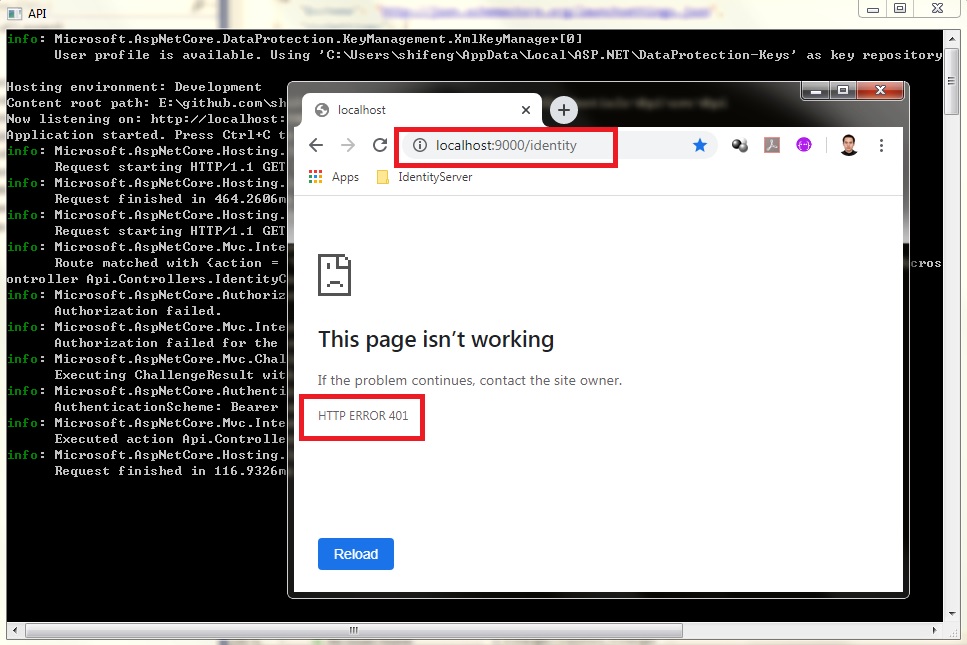 API
info: Microsoft.AspNetCore.DataProtection.KeyManagement.XmlKeyManager[0]
User profile is available. Using 'C:\Users\shifeng\AppData\Local\ASP.NET\DataProtection-Keys' as key repository
Hosting environment: Development
Content root path: E:\github.com\sh
Now listening on: http://localhost:
Application started. Press Ctrl+C t
info: Microsoft.AspNetCore.Hosting.
Request starting HTTP/1.1 GET
info: Microsoft.AspNetCore.Hosting.
Request finished in 464.2606m
info: Microsoft.AspNetCore.Hosting.
Request starting HTTP/1.1 GET
info: Microsoft.AspNetCore.Mvc.Inte
Route matched with {action = cros
ontroller Api.Controllers.IdentityC
info: Microsoft.AspNetCore.Authoriz
Authorization failed.
info: Microsoft.AspNetCore.Mvc.Inte
Authorization failed for the
info: Microsoft.AspNetCore.Mvc.Chal
Executing ChallengeResult wit
info: Microsoft.AspNetCore.Authenti
AuthenticationScheme: Bearer
info: Microsoft.AspNetCore.Mvc.Inte
Executed action Api.Controlle
info: Microsoft.AspNetCore.Hosting.
Request finished in 116.9326m
localhost
localhost:9000/identity
Apps IdentityServer
This page isn’t working
If the problem continues, contact the site owner.
HTTP ERROR 401
Reload